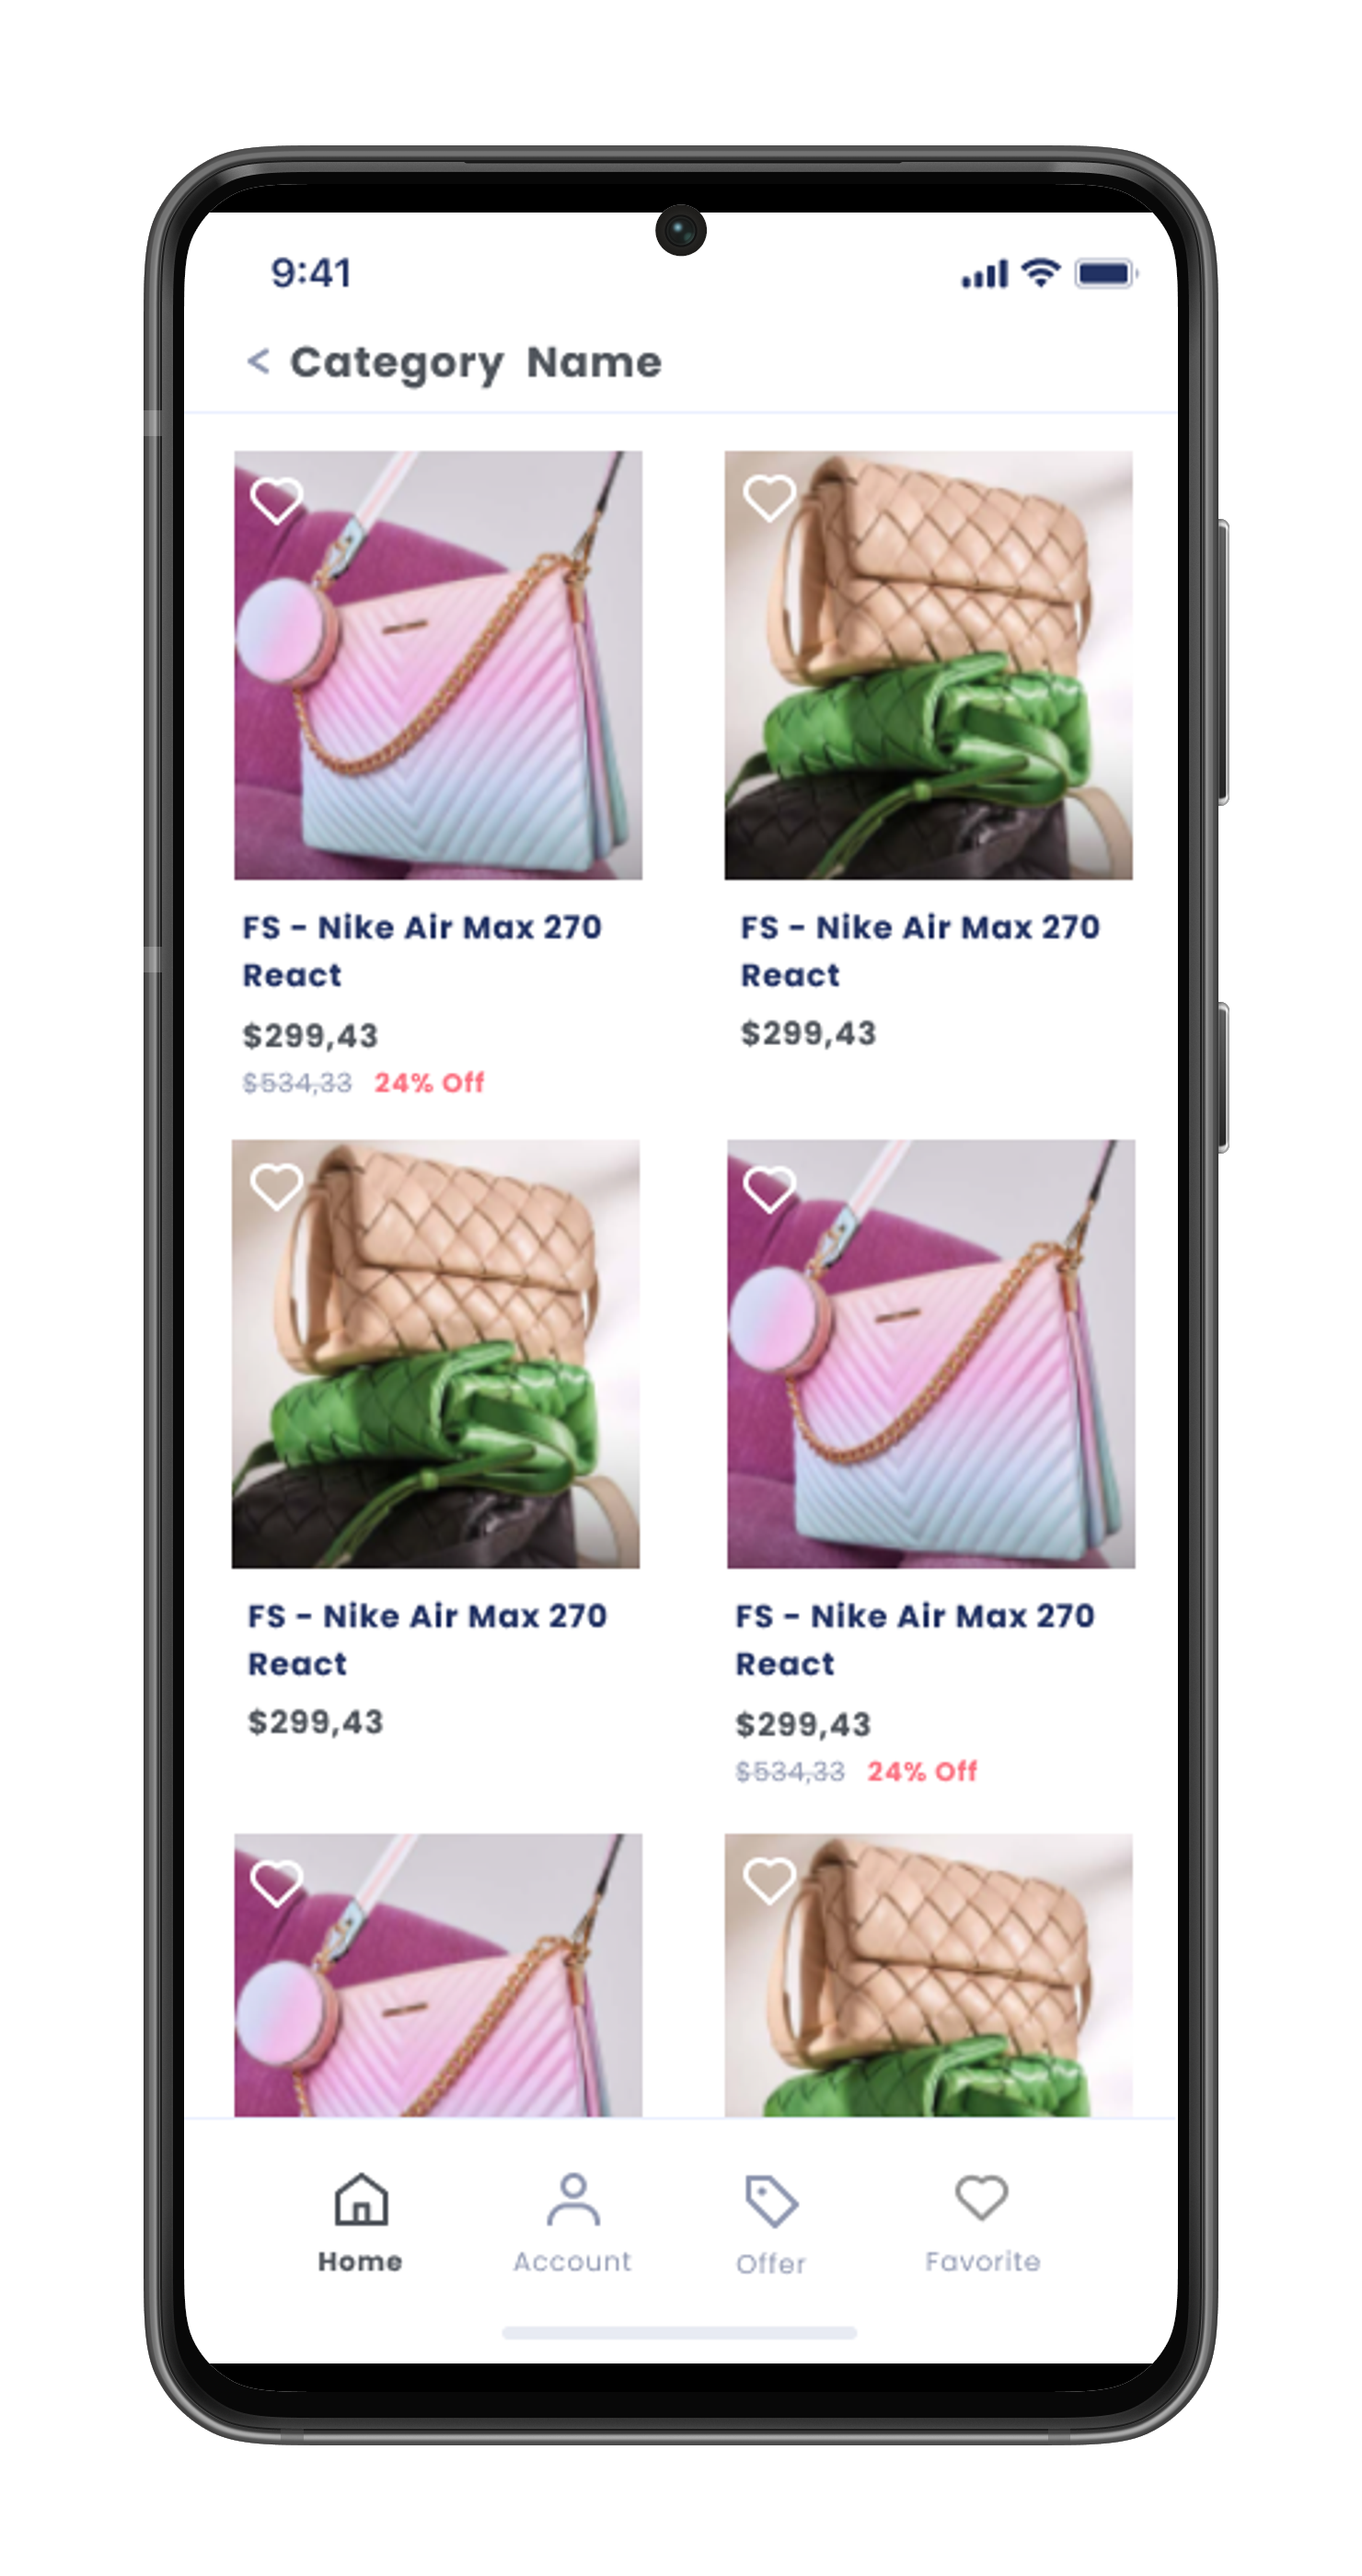 9:41
< Category Name
FS - Nike Air Max 270
React
$299,43
$534,33 24% Off
FS - Nike Air Max 270
React
$299,43
FS - Nike Air Max 270
React
$299,43
FS - Nike Air Max 270
React
$299,43
$534,33 24% Off
Home
Account
Offer
Favorite